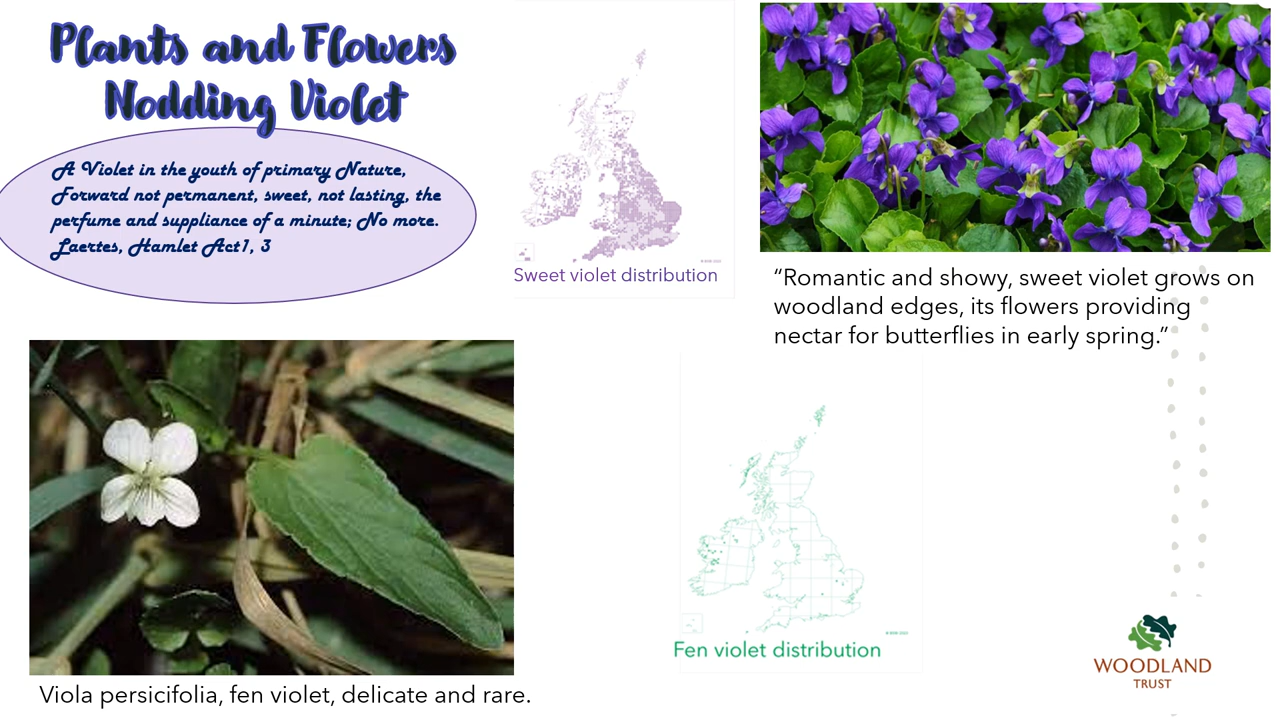 Plants and Flowers
Nodding Violet
A Violet in the youth of primary Nature,
Forward not permanent, sweet, not lasting, the
perfume and suppliance of a minute; No more.
Laertes, Hamlet Act1, 3
Sweet violet distribution
“Romantic and showy, sweet violet grows on
woodland edges, its flowers providing
nectar for butterflies in early spring.”
Viola persicifolia, fen violet, delicate and rare.
Fen violet distribution
WOODLAND
TRUST